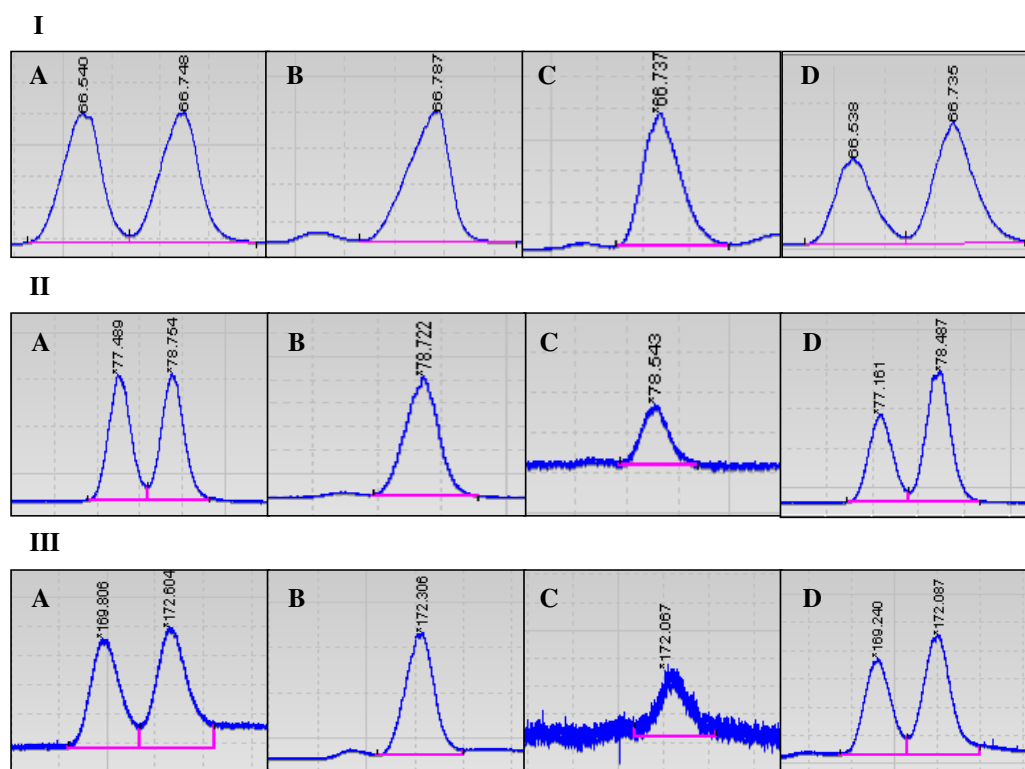 I
A 66.540 66.748 B 66.787 C *66.737 D 66.538 66.735
II
A *77.489 *78.754 B *78.722 C *78.543 D *77.161 *78.487
III
A *169.806 *172.604 B *172.306 C *172.067 D *169.240 *172.087